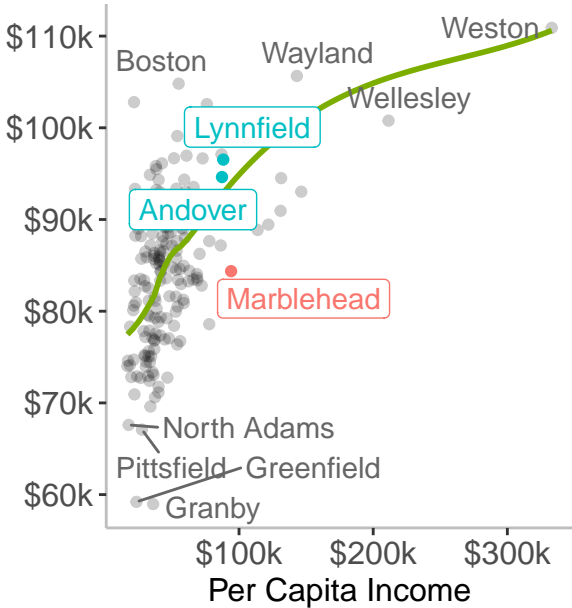 $110k
Weston
Boston
Wayland
$100k
Wellesley
Lynnfield
$90k
Andover
$80k
Marblehead
$70k
North Adams
Pittsfield
Greenfield
$60k
Granby
$100k
$200k
$300k
Per Capita Income